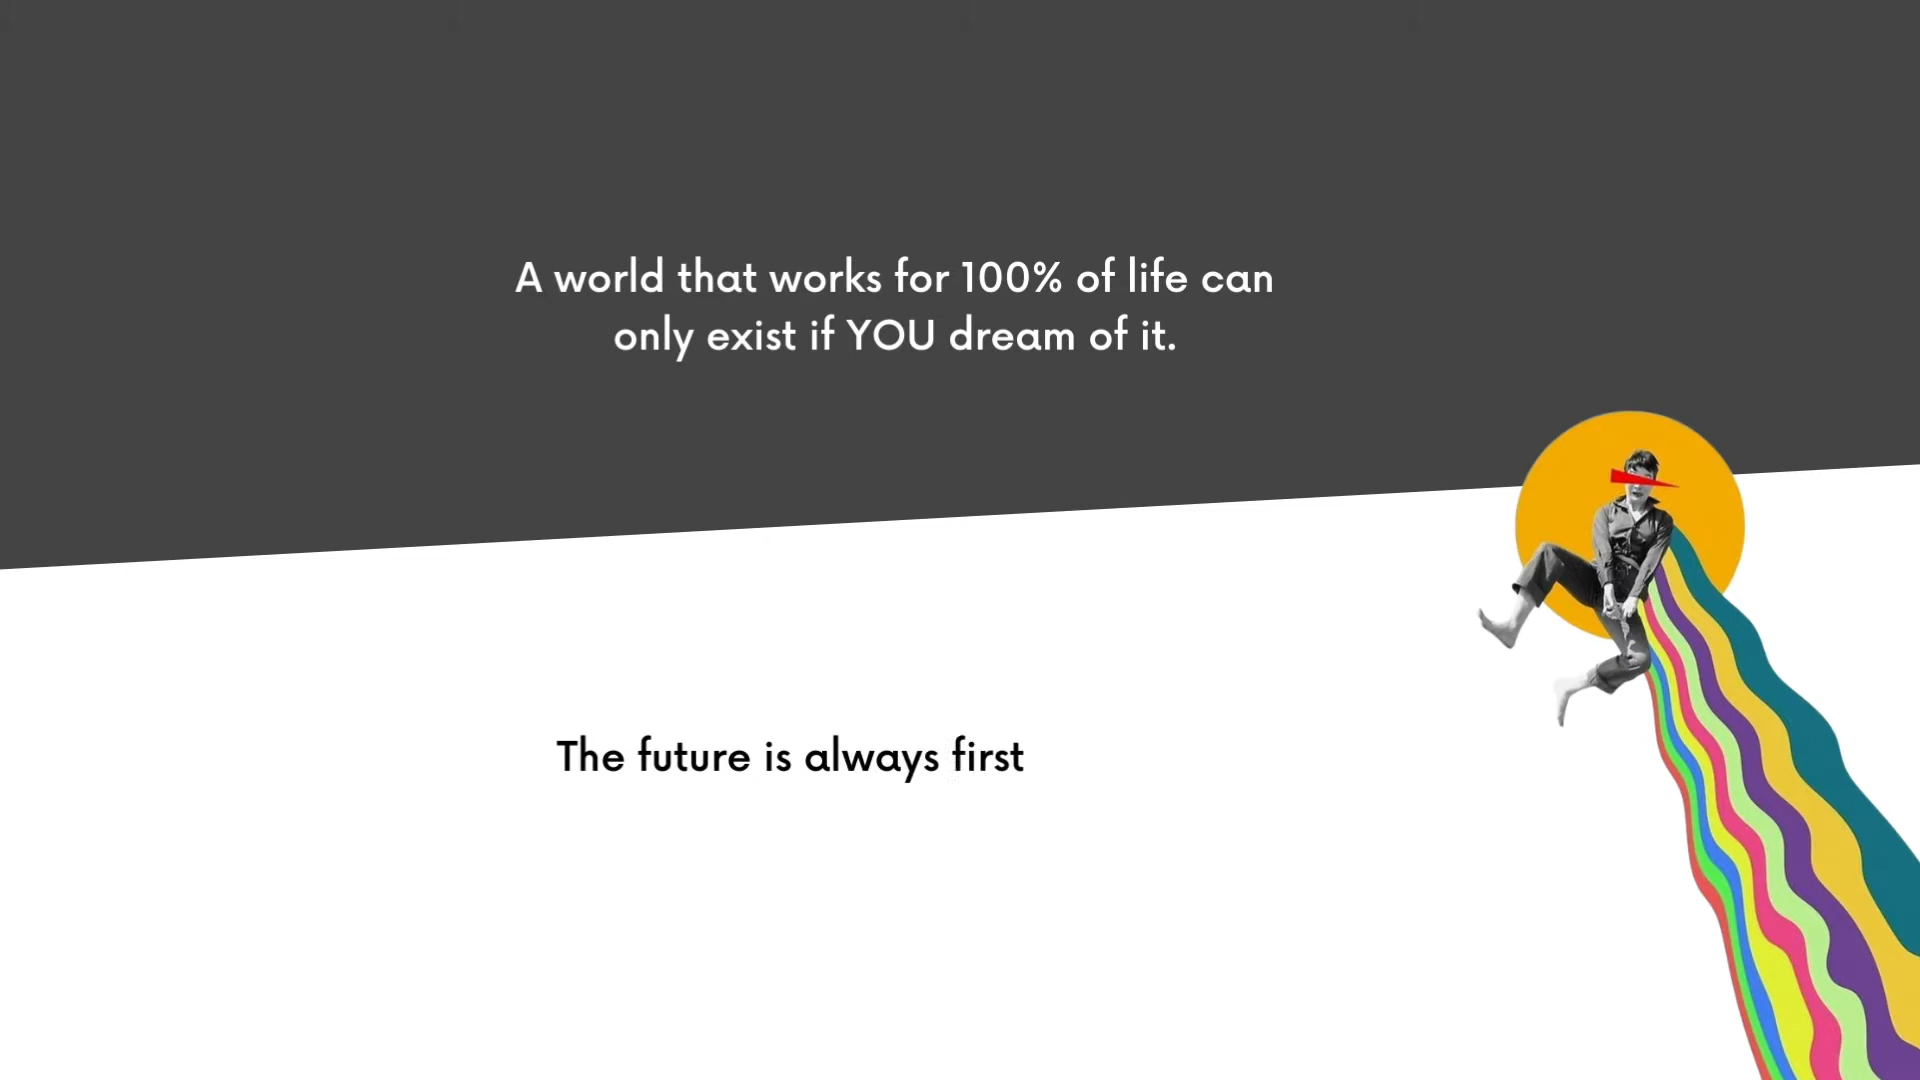 A world that works for 100% of life can
only exist if YOU dream of it.
The future is always first